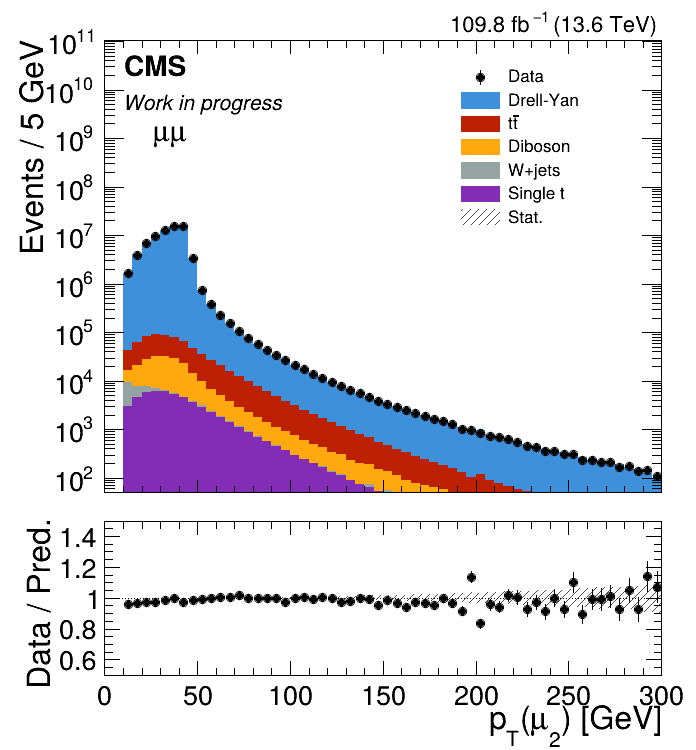 109.8 fb⁻¹ (13.6 TeV)
CMS
Work in progress
μμ
Data
Drell-Yan
tt̄
Diboson
W+jets
Single t
Stat.
Events / 5 GeV
10¹¹
10¹⁰
10⁹
10⁸
10⁷
10⁶
10⁵
10⁴
10³
10²
Data / Pred.
1.4
1.2
1
0.8
0.6
0 50 100 150 200 250 300
p_T(μ₂) [GeV]